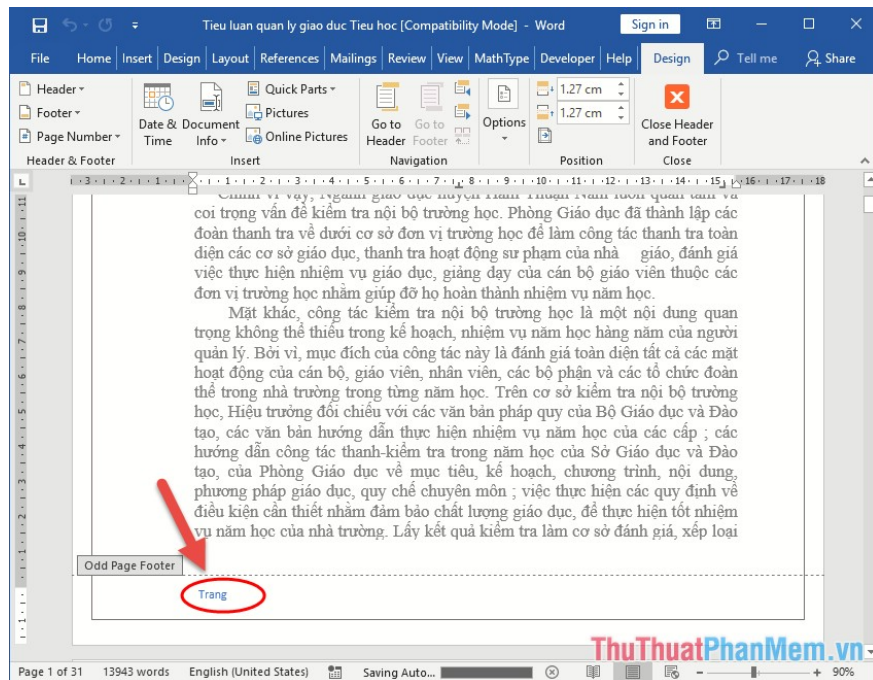 Tieu luan quan ly giao duc Tieu hoc [Compatibility Mode] - Word
Sign in
File Home Insert Design Layout References Mailings Review View MathType Developer Help Design Tell me Share
Header
Footer
Page Number
Header & Footer
Date & Time
Document Info
Quick Parts
Pictures
Online Pictures
Insert
Go to Header
Go to Footer
Navigation
Options
1.27 cm
1.27 cm
Position
Close Header and Footer
Close
Chính vì vậy, Ngành giáo dục huyện Hàm Thuận Nam luôn quan tâm và
coi trọng vấn đề kiểm tra nội bộ trường học. Phòng Giáo dục đã thành lập các
đoàn thanh tra về dưới cơ sở đơn vị trường học để làm công tác thanh tra toàn
diện các cơ sở giáo dục, thanh tra hoạt động sư phạm của nhà giáo, đánh giá
việc thực hiện nhiệm vụ giáo dục, giảng dạy của cán bộ giáo viên thuộc các
đơn vị trường học nhằm giúp đỡ họ hoàn thành nhiệm vụ năm học.
Mặt khác, công tác kiểm tra nội bộ trường học là một nội dung quan
trọng không thể thiếu trong kế hoạch, nhiệm vụ năm học hàng năm của người
quản lý. Bởi vì, mục đích của công tác này là đánh giá toàn diện tất cả các mặt
hoạt động của cán bộ, giáo viên, nhân viên, các bộ phận và các tổ chức đoàn
thể trong nhà trường trong từng năm học. Trên cơ sở kiểm tra nội bộ trường
học, Hiệu trưởng đối chiếu với các văn bản pháp quy của Bộ Giáo dục và Đào
tạo, các văn bản hướng dẫn thực hiện nhiệm vụ năm học của các cấp ; các
hướng dẫn công tác thanh-kiểm tra trong năm học của Sở Giáo dục và Đào
tạo, của Phòng Giáo dục về mục tiêu, kế hoạch, chương trình, nội dung,
phương pháp giáo dục, quy chế chuyên môn ; việc thực hiện các quy định về
điều kiện cần thiết nhằm đảm bảo chất lượng giáo dục, để thực hiện tốt nhiệm
vụ năm học của nhà trường. Lấy kết quả kiểm tra làm cơ sở đánh giá, xếp loại
Odd Page Footer
Trang
ThuThuatPhanMem.vn
Page 1 of 31 13943 words English (United States) Saving Auto... 90%